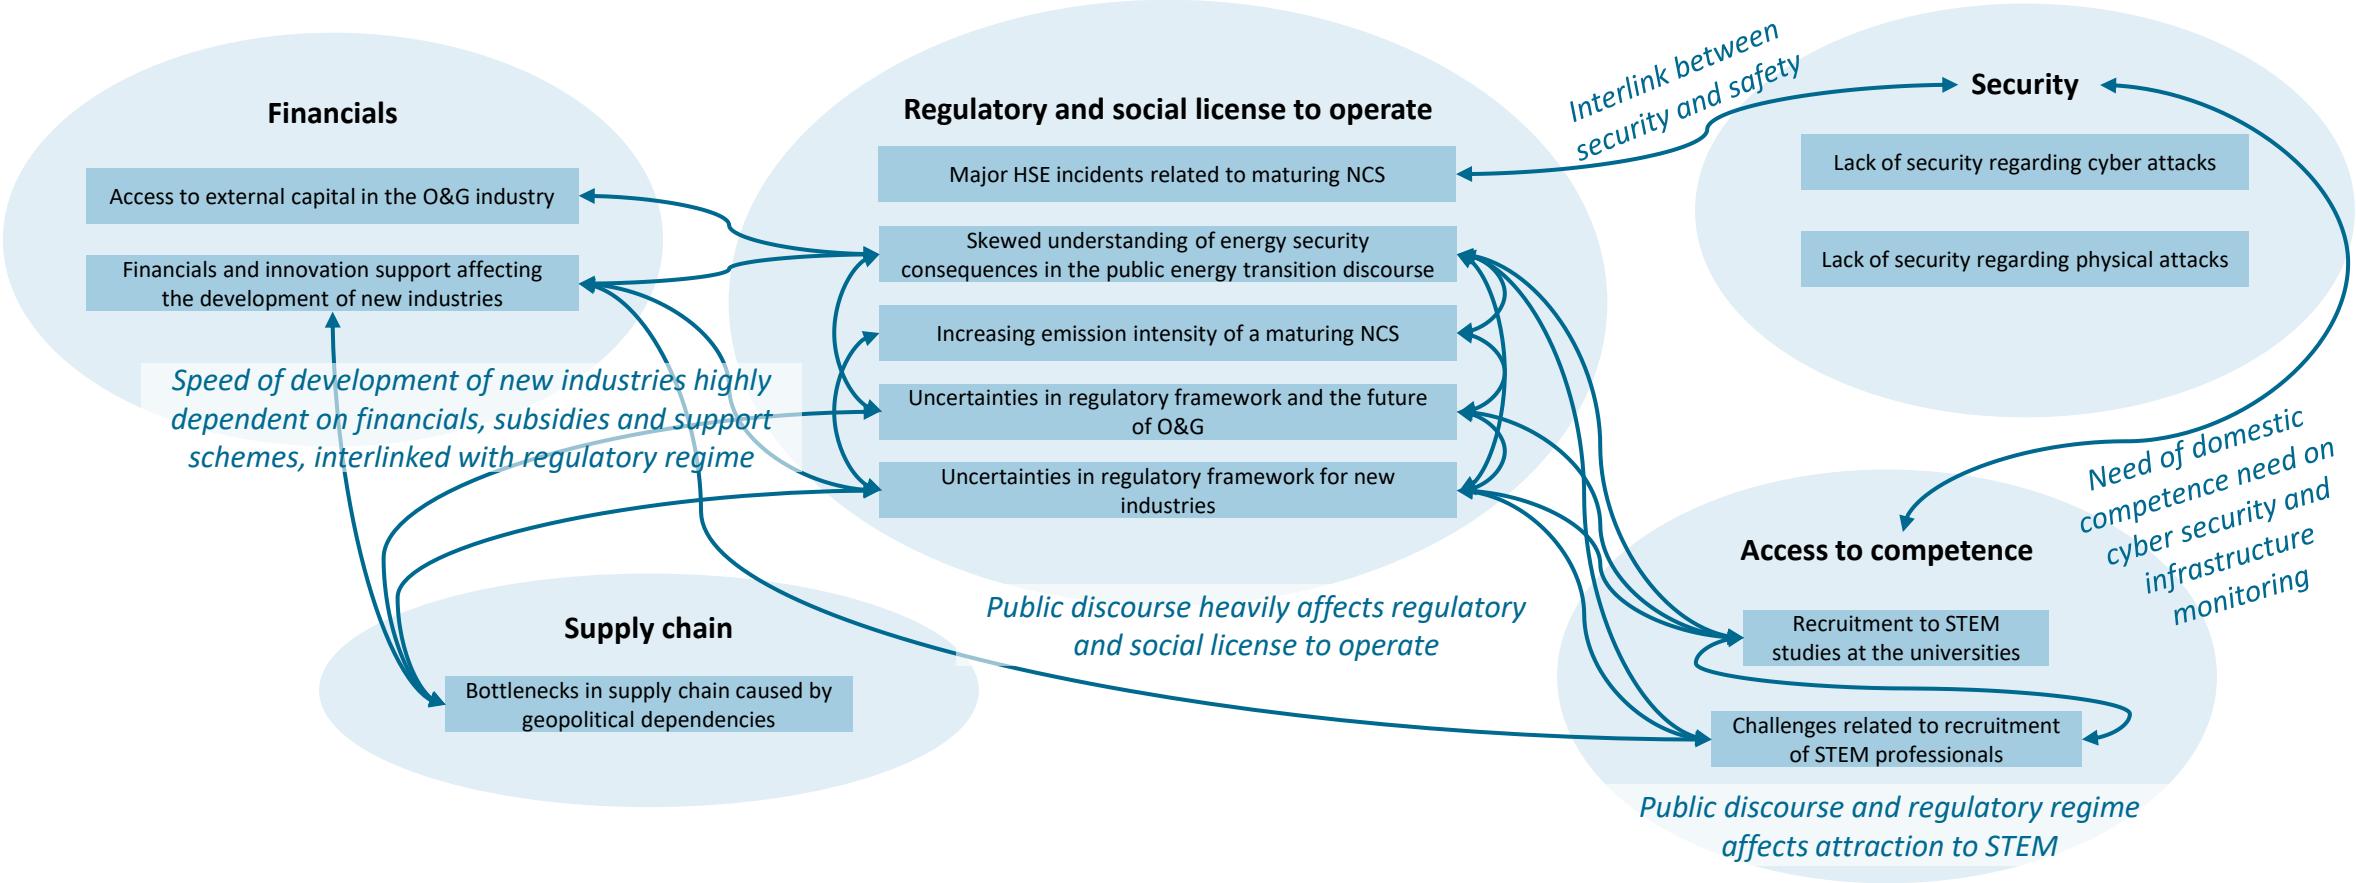 Financials
Access to external capital in the O&G industry
Financials and innovation support affecting
the development of new industries
Speed of development of new industries highly
dependent on financials, subsidies and support
schemes, interlinked with regulatory regime
Regulatory and social license to operate
Major HSE incidents related to maturing NCS
Skewed understanding of energy security
consequences in the public energy transition discourse
Increasing emission intensity of a maturing NCS
Uncertainties in regulatory framework and the future
of O&G
Uncertainties in regulatory framework for new
industries
Public discourse heavily affects regulatory
and social license to operate
Interlink between
security and safety
Security
Lack of security regarding cyber attacks
Lack of security regarding physical attacks
Need of domestic
competence need on
cyber security and
infrastructure
monitoring
Supply chain
Bottlenecks in supply chain caused by
geopolitical dependencies
Access to competence
Recruitment to STEM
studies at the universities
Challenges related to recruitment
of STEM professionals
Public discourse and regulatory regime
affects attraction to STEM